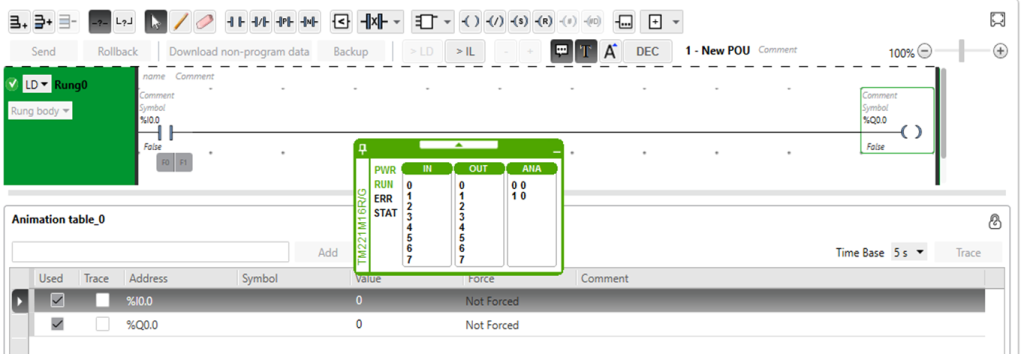 Send Rollback Download non-program data Backup > LD > IL - - T A DEC 1 - New POU Comment 100%
LD Rung0
Rung body
name Comment
Comment
Symbol
%I0.0
False
F0 F1
Comment
Symbol
%Q0.0
False
TM221M16R/G
PWR
RUN
ERR
STAT
IN OUT ANA
0 0 0 0
1 1 1 0
2 2
3 3
4 4
5 5
6 6
7 7
Animation table_0
Add Time Base 5 s Trace
Used Trace Address Symbol Value Force Comment
%I0.0 0 Not Forced
%Q0.0 0 Not Forced